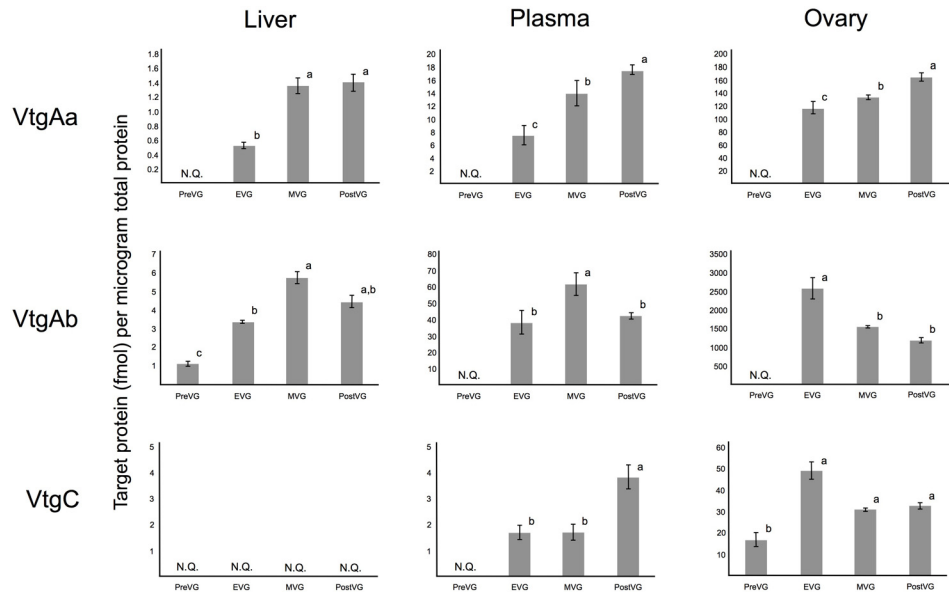 Liver Plasma Ovary
Target protein (fmol) per microgram total protein
VtgAa
1.8
1.6
1.4
1.2
1.0
0.8
0.6
0.4
0.2
N.Q. b a a
PreVG EVG MVG PostVG
20
18
16
14
12
10
8
6
4
2
N.Q. c b a
PreVG EVG MVG PostVG
200
180
160
140
120
100
80
60
40
20
N.Q. c b a
PreVG EVG MVG PostVG
VtgAb
7
6
5
4
3
2
1
c b a a,b
PreVG EVG MVG PostVG
80
70
60
50
40
30
20
10
N.Q. b a b
PreVG EVG MVG PostVG
3500
3000
2500
2000
1500
1000
500
N.Q. a b b
PreVG EVG MVG PostVG
VtgC
5
4
3
2
1
N.Q. N.Q. N.Q. N.Q.
PreVG EVG MVG PostVG
5
4
3
2
1
N.Q. b b a
PreVG EVG MVG PostVG
60
50
40
30
20
10
b a a a
PreVG EVG MVG PostVG